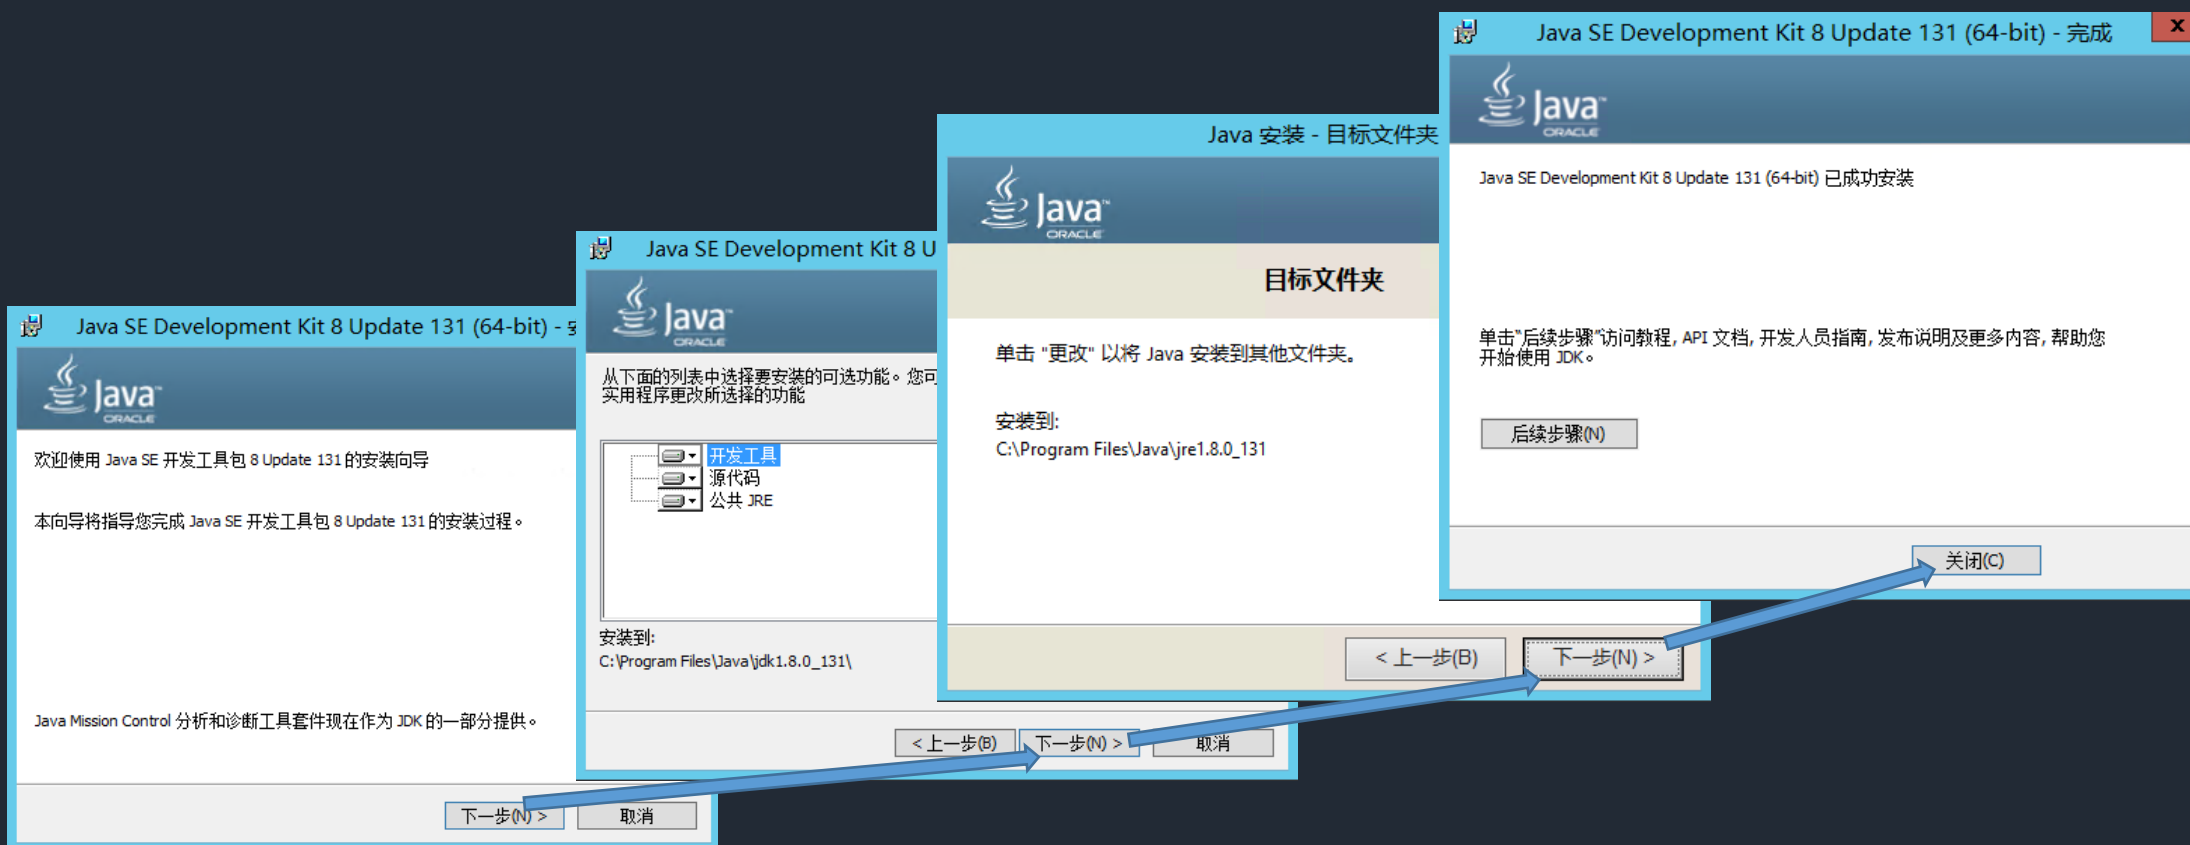 Java SE Development Kit 8 Update 131 (64-bit) -
Java
ORACLE
欢迎使用 Java SE 开发工具包 8 Update 131 的安装向导
本向导将指导您完成 Java SE 开发工具包 8 Update 131 的安装过程。
Java Mission Control 分析和诊断工具套件现在作为 JDK 的一部分提供。
下一步(N) >
取消
Java SE Development Kit 8 U
Java
ORACLE
从下面的列表中选择要安装的可选功能。您可
实用程序更改所选择的功能
开发工具
源代码
公共 JRE
安装到:
C:\Program Files\Java\jdk1.8.0_131\
< 上一步(B)
下一步(N) >
取消
Java 安装 - 目标文件夹
Java™
ORACLE
目标文件夹
单击 "更改" 以将 Java 安装到其他文件夹。
安装到:
C:\Program Files\Java\jre1.8.0_131
< 上一步(B)
下一步(N) >
Java SE Development Kit 8 Update 131 (64-bit) - 完成
x
Java
ORACLE
Java SE Development Kit 8 Update 131 (64-bit) 已成功安装
单击"后续步骤"访问教程, API 文档, 开发人员指南, 发布说明及更多内容, 帮助您
开始使用 JDK。
后续步骤(N)
关闭(C)